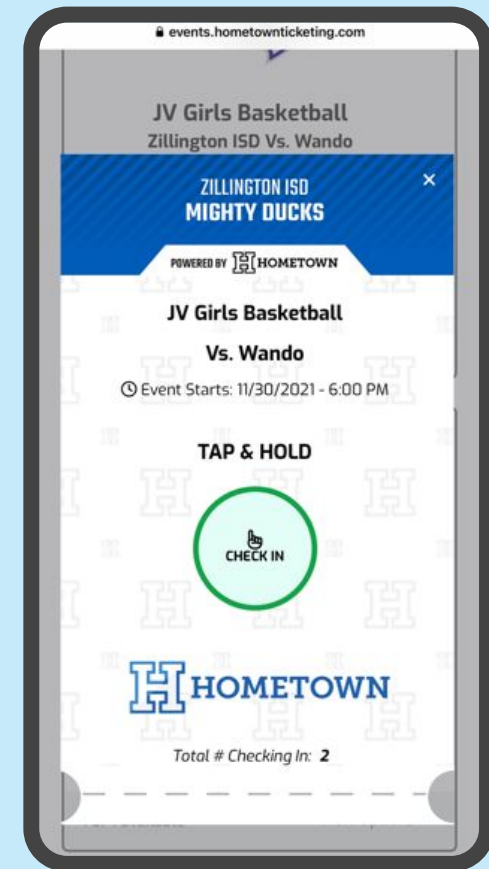 events.hometownticketing.com
JV Girls Basketball
Zillington ISD Vs. Wando
ZILLINGTON ISD
MIGHTY DUCKS
POWERED BY H HOMETOWN
JV Girls Basketball
Vs. Wando
Event Starts: 11/30/2021 - 6:00 PM
TAP & HOLD
CHECK IN
H HOMETOWN
Total # Checking In: 2